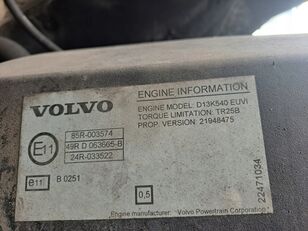 VOLVO
ENGINE INFORMATION
ENGINE MODEL: D13K540 EUVI
TORQUE LIMITATION: TR25B
PROP. VERSION: 21948475
E11
85R-003574
49R D 063665-B
24R-033522
e11
B 0251
0,5
Engine manufacturer: Volvo Powertrain Corporation
22471034